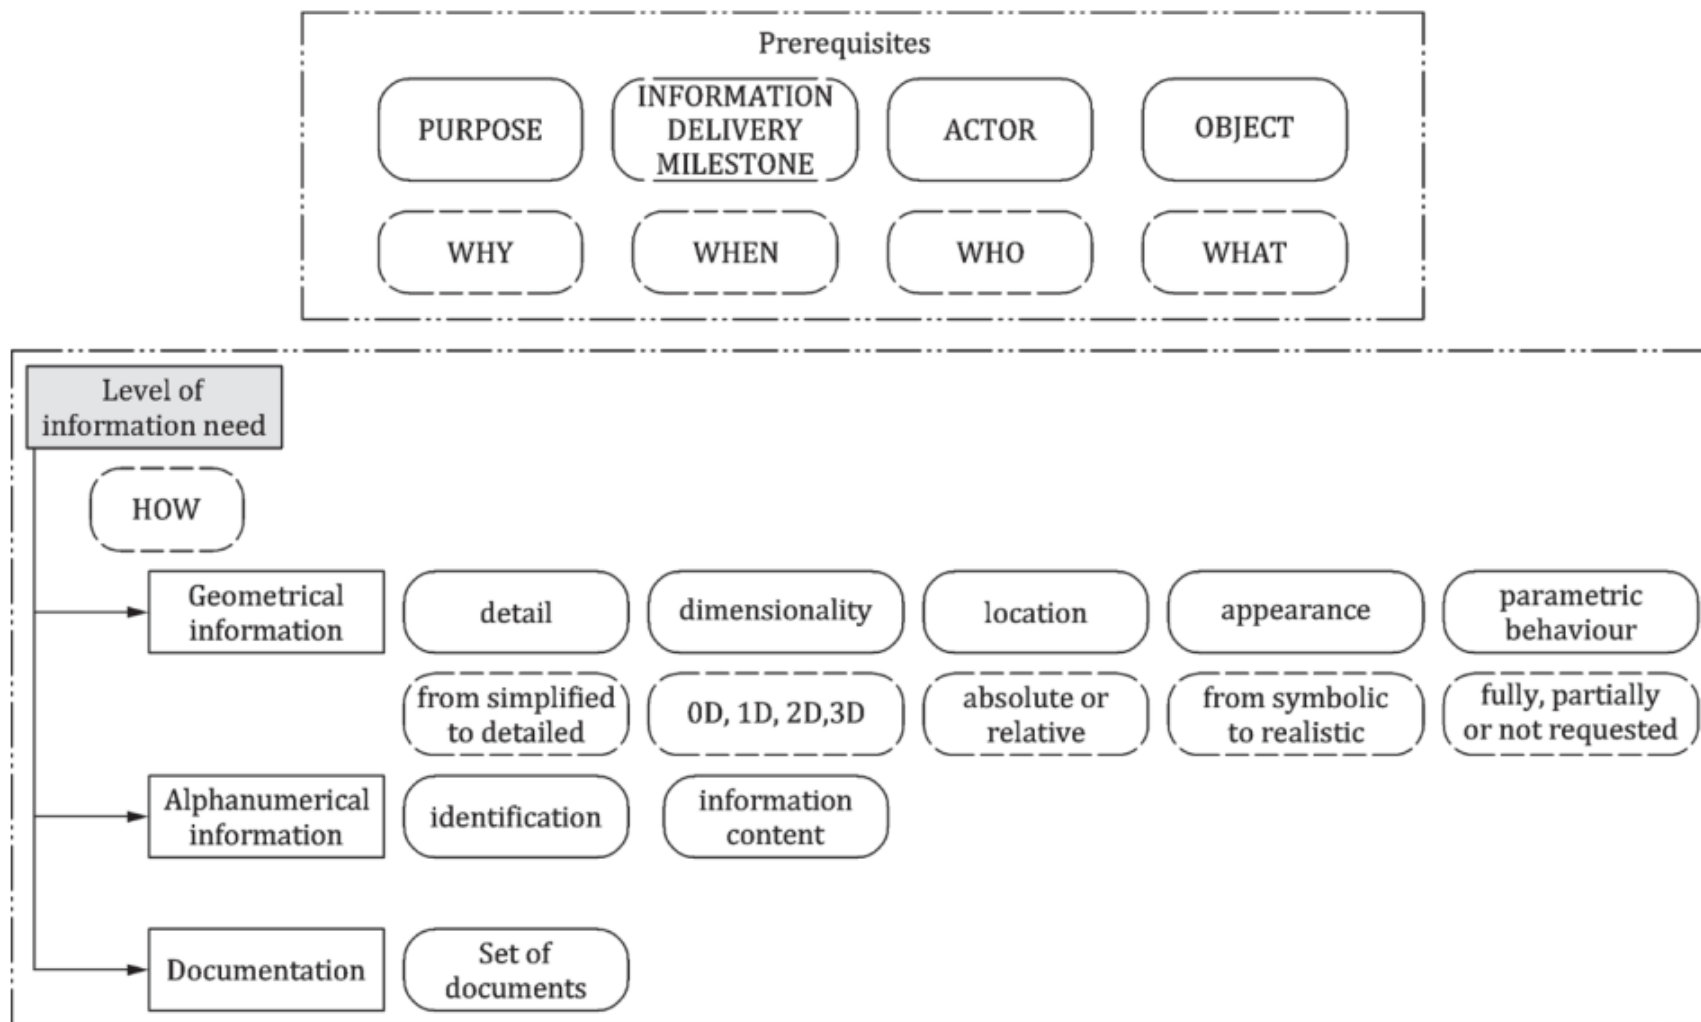 Prerequisites
PURPOSE
INFORMATION
DELIVERY
MILESTONE
ACTOR
OBJECT
WHY
WHEN
WHO
WHAT
Level of
information need
HOW
Geometrical
information
detail
dimensionality
location
appearance
parametric
behaviour
from simplified
to detailed
0D, 1D, 2D,3D
absolute or
relative
from symbolic
to realistic
fully, partially
or not requested
Alphanumerical
information
identification
information
content
Documentation
Set of
documents